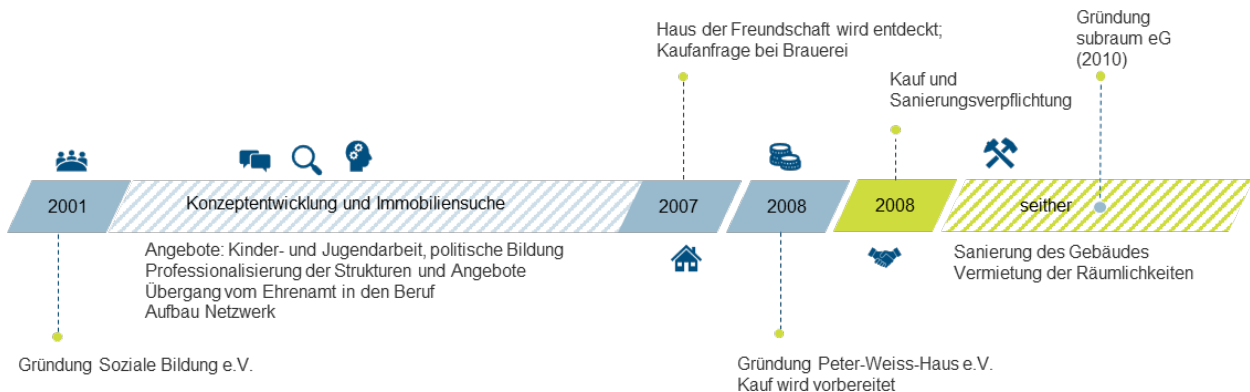 Haus der Freundschaft wird entdeckt;
Kaufanfrage bei Brauerei
Gründung
subraum eG
(2010)
Kauf und
Sanierungsverpflichtung
2001
Konzeptentwicklung und Immobiliensuche
2007
2008
2008
seither
Angebote: Kinder- und Jugendarbeit, politische Bildung
Professionalisierung der Strukturen und Angebote
Übergang vom Ehrenamt in den Beruf
Aufbau Netzwerk
Sanierung des Gebäudes
Vermietung der Räumlichkeiten
Gründung Soziale Bildung e.V.
Gründung Peter-Weiss-Haus e.V.
Kauf wird vorbereitet